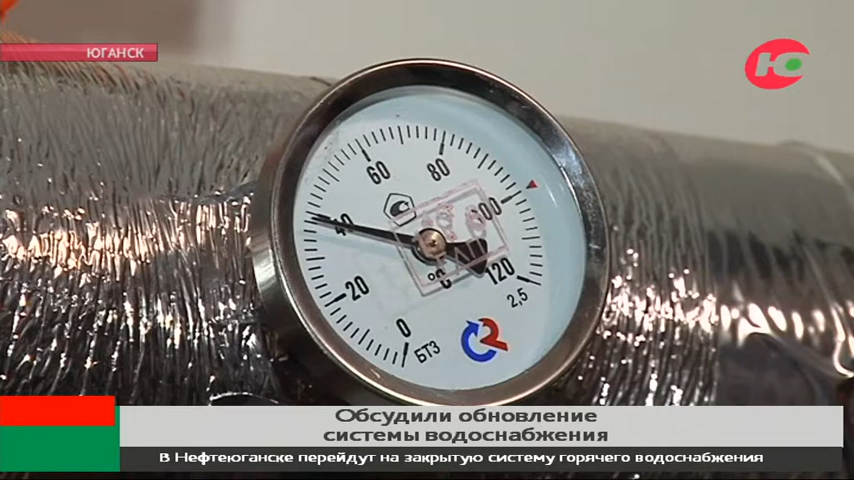 ЮГАНСК
Ю
80
60
100
40
°C
120
20
2,5
0
БТЗ
Обсудили обновление
системы водоснабжения
В Нефтеюганске перейдут на закрытую систему горячего водоснабжения